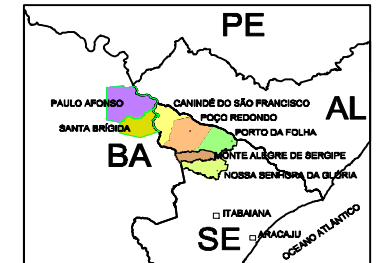 PE
PAULO AFONSO
CANINDÉ DO SÃO FRANCISCO
AL
POÇO REDONDO
SANTA BRÍGIDA
PORTO DA FOLHA
BA
MONTE ALEGRE DE SERGIPE
NOSSA SENHORA DA GLÓRIA
ITABAIANA
SE
ARACAJU
OCEANO ATLÂNTICO